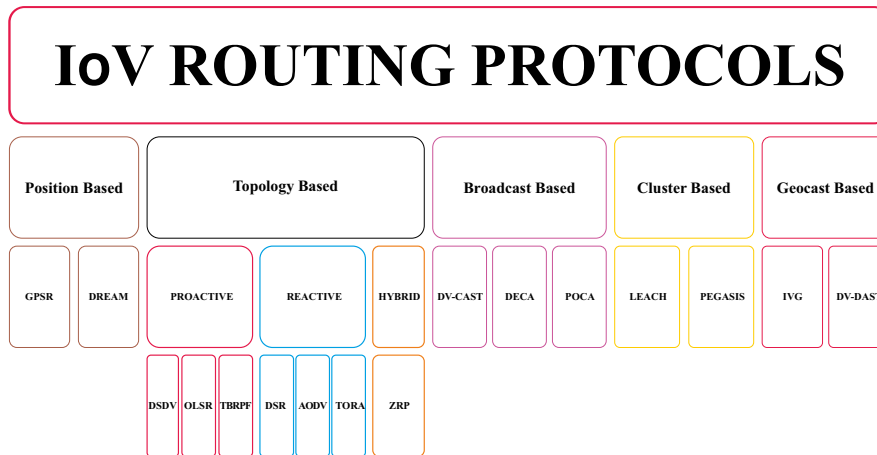 IoV ROUTING PROTOCOLS
Position Based
Topology Based
Broadcast Based
Cluster Based
Geocast Based
GPSR
DREAM
PROACTIVE
REACTIVE
HYBRID
DV-CAST
DECA
POCA
LEACH
PEGASIS
IVG
DSDV
OLSR
TBRPF
DSR
AODV
TORA
ZRP